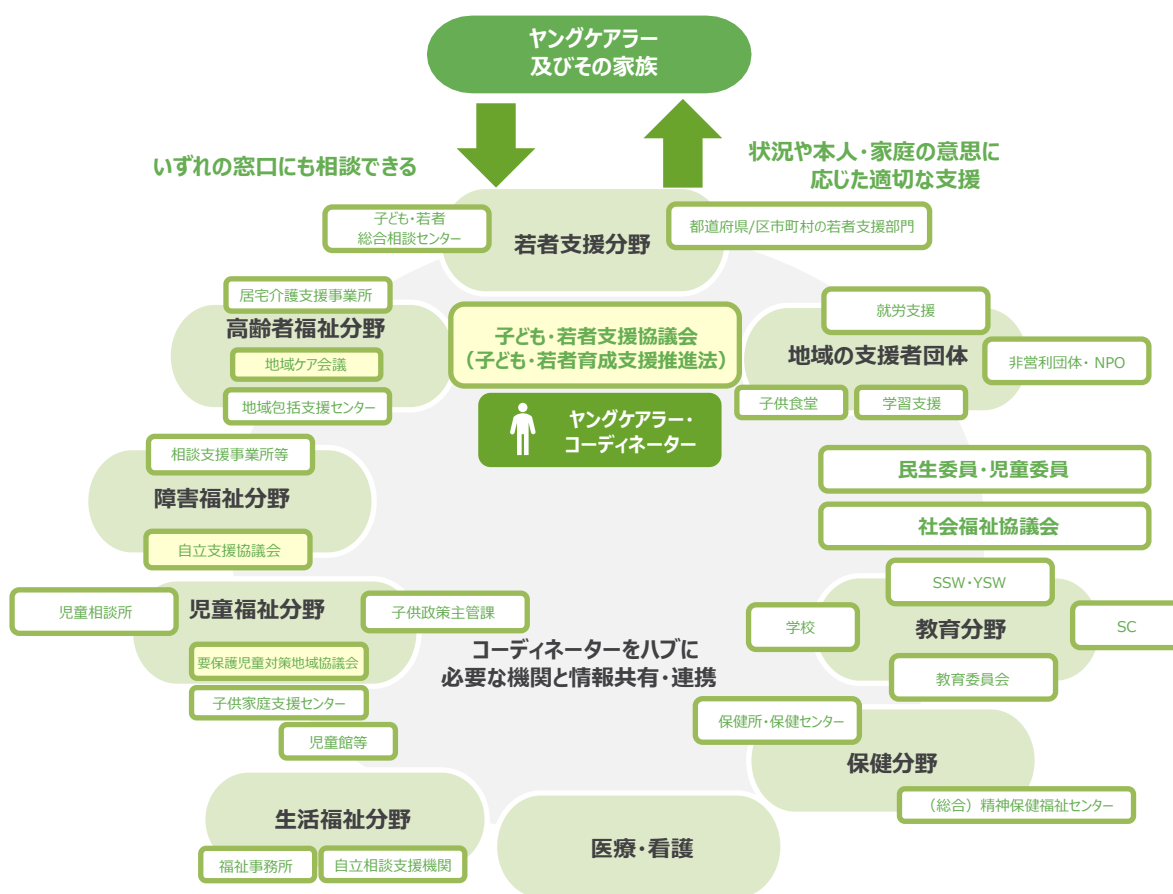 ヤングケアラー
及びその家族
いずれの窓口にも相談できる
状況や本人・家庭の意思に
応じた適切な支援
子ども・若者
総合相談センター
若者支援分野
都道府県/区市町村の若者支援部門
居宅介護支援事業所
高齢者福祉分野
地域ケア会議
地域包括支援センター
子ども・若者支援協議会
（子ども・若者育成支援推進法）
ヤングケアラー・
コーディネーター
就労支援
地域の支援者団体
非営利団体・NPO
子供食堂
学習支援
相談支援事業所等
障害福祉分野
自立支援協議会
民生委員・児童委員
社会福祉協議会
児童相談所
児童福祉分野
子供政策主管課
要保護児童対策地域協議会
子供家庭支援センター
児童館等
コーディネーターをハブに
必要な機関と情報共有・連携
SSW・YSW
学校
教育分野
SC
教育委員会
保健所・保健センター
保健分野
（総合）精神保健福祉センター
生活福祉分野
福祉事務所
自立相談支援機関
医療・看護